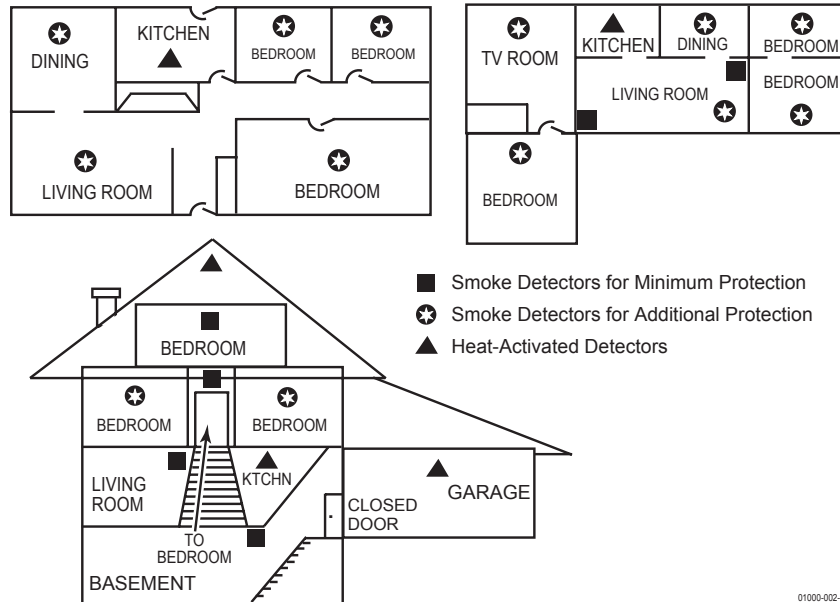 DINING
KITCHEN
BEDROOM
BEDROOM
LIVING ROOM
BEDROOM
TV ROOM
KITCHEN
DINING
BEDROOM
LIVING ROOM
BEDROOM
BEDROOM
Smoke Detectors for Minimum Protection
Smoke Detectors for Additional Protection
Heat-Activated Detectors
BEDROOM
BEDROOM
BEDROOM
LIVING
ROOM
KTCHN
CLOSED
DOOR
GARAGE
TO
BEDROOM
BASEMENT